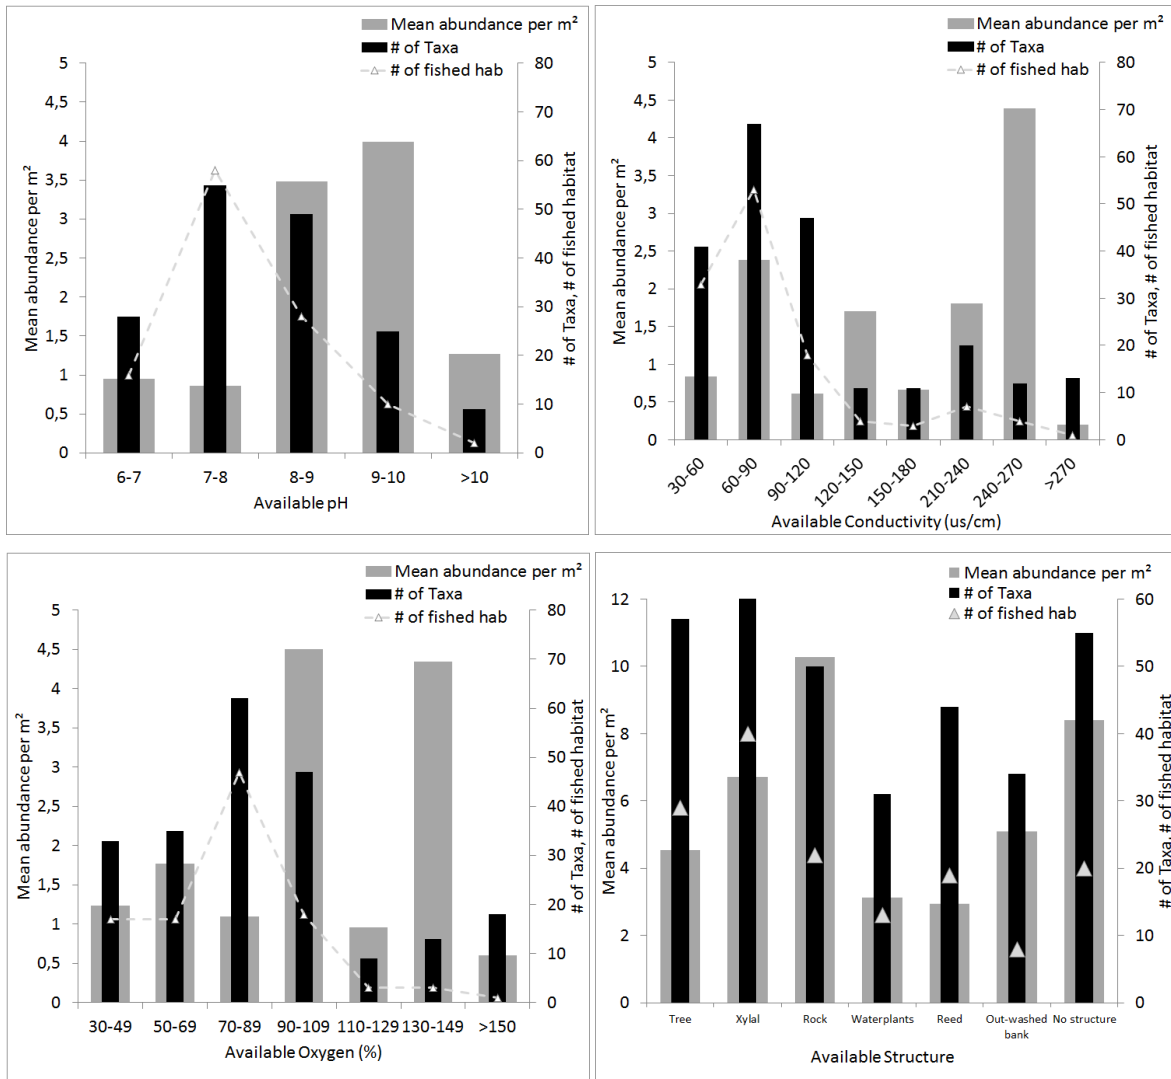 Mean abundance per m²
# of Taxa
# of fished hab
5
4,5
4
3,5
3
2,5
2
1,5
1
0,5
0
80
70
60
50
40
30
20
10
0
Mean abundance per m²
# of Taxa, # of fished habitat
6-7 7-8 8-9 9-10 >10
Available pH
Mean abundance per m²
# of Taxa
# of fished hab
5
4,5
4
3,5
3
2,5
2
1,5
1
0,5
0
80
70
60
50
40
30
20
10
0
Mean abundance per m²
# of Taxa, # of fished habitat
30-60 60-90 90-120 120-150 150-180 210-240 240-270 >270
Available Conductivity (us/cm)
Mean abundance per m²
# of Taxa
# of fished hab
5
4,5
4
3,5
3
2,5
2
1,5
1
0,5
0
80
70
60
50
40
30
20
10
0
Mean abundance per m²
# of Taxa, # of fished habitat
30-49 50-69 70-89 90-109 110-129 130-149 >150
Available Oxygen (%)
Mean abundance per m²
# of Taxa
# of fished hab
12
10
8
6
4
2
0
60
50
40
30
20
10
0
Mean abundance per m²
# of Taxa, # of fished habitat
Tree Xylal Rock Waterplants Reed Out-washed No structure
bank
Available Structure